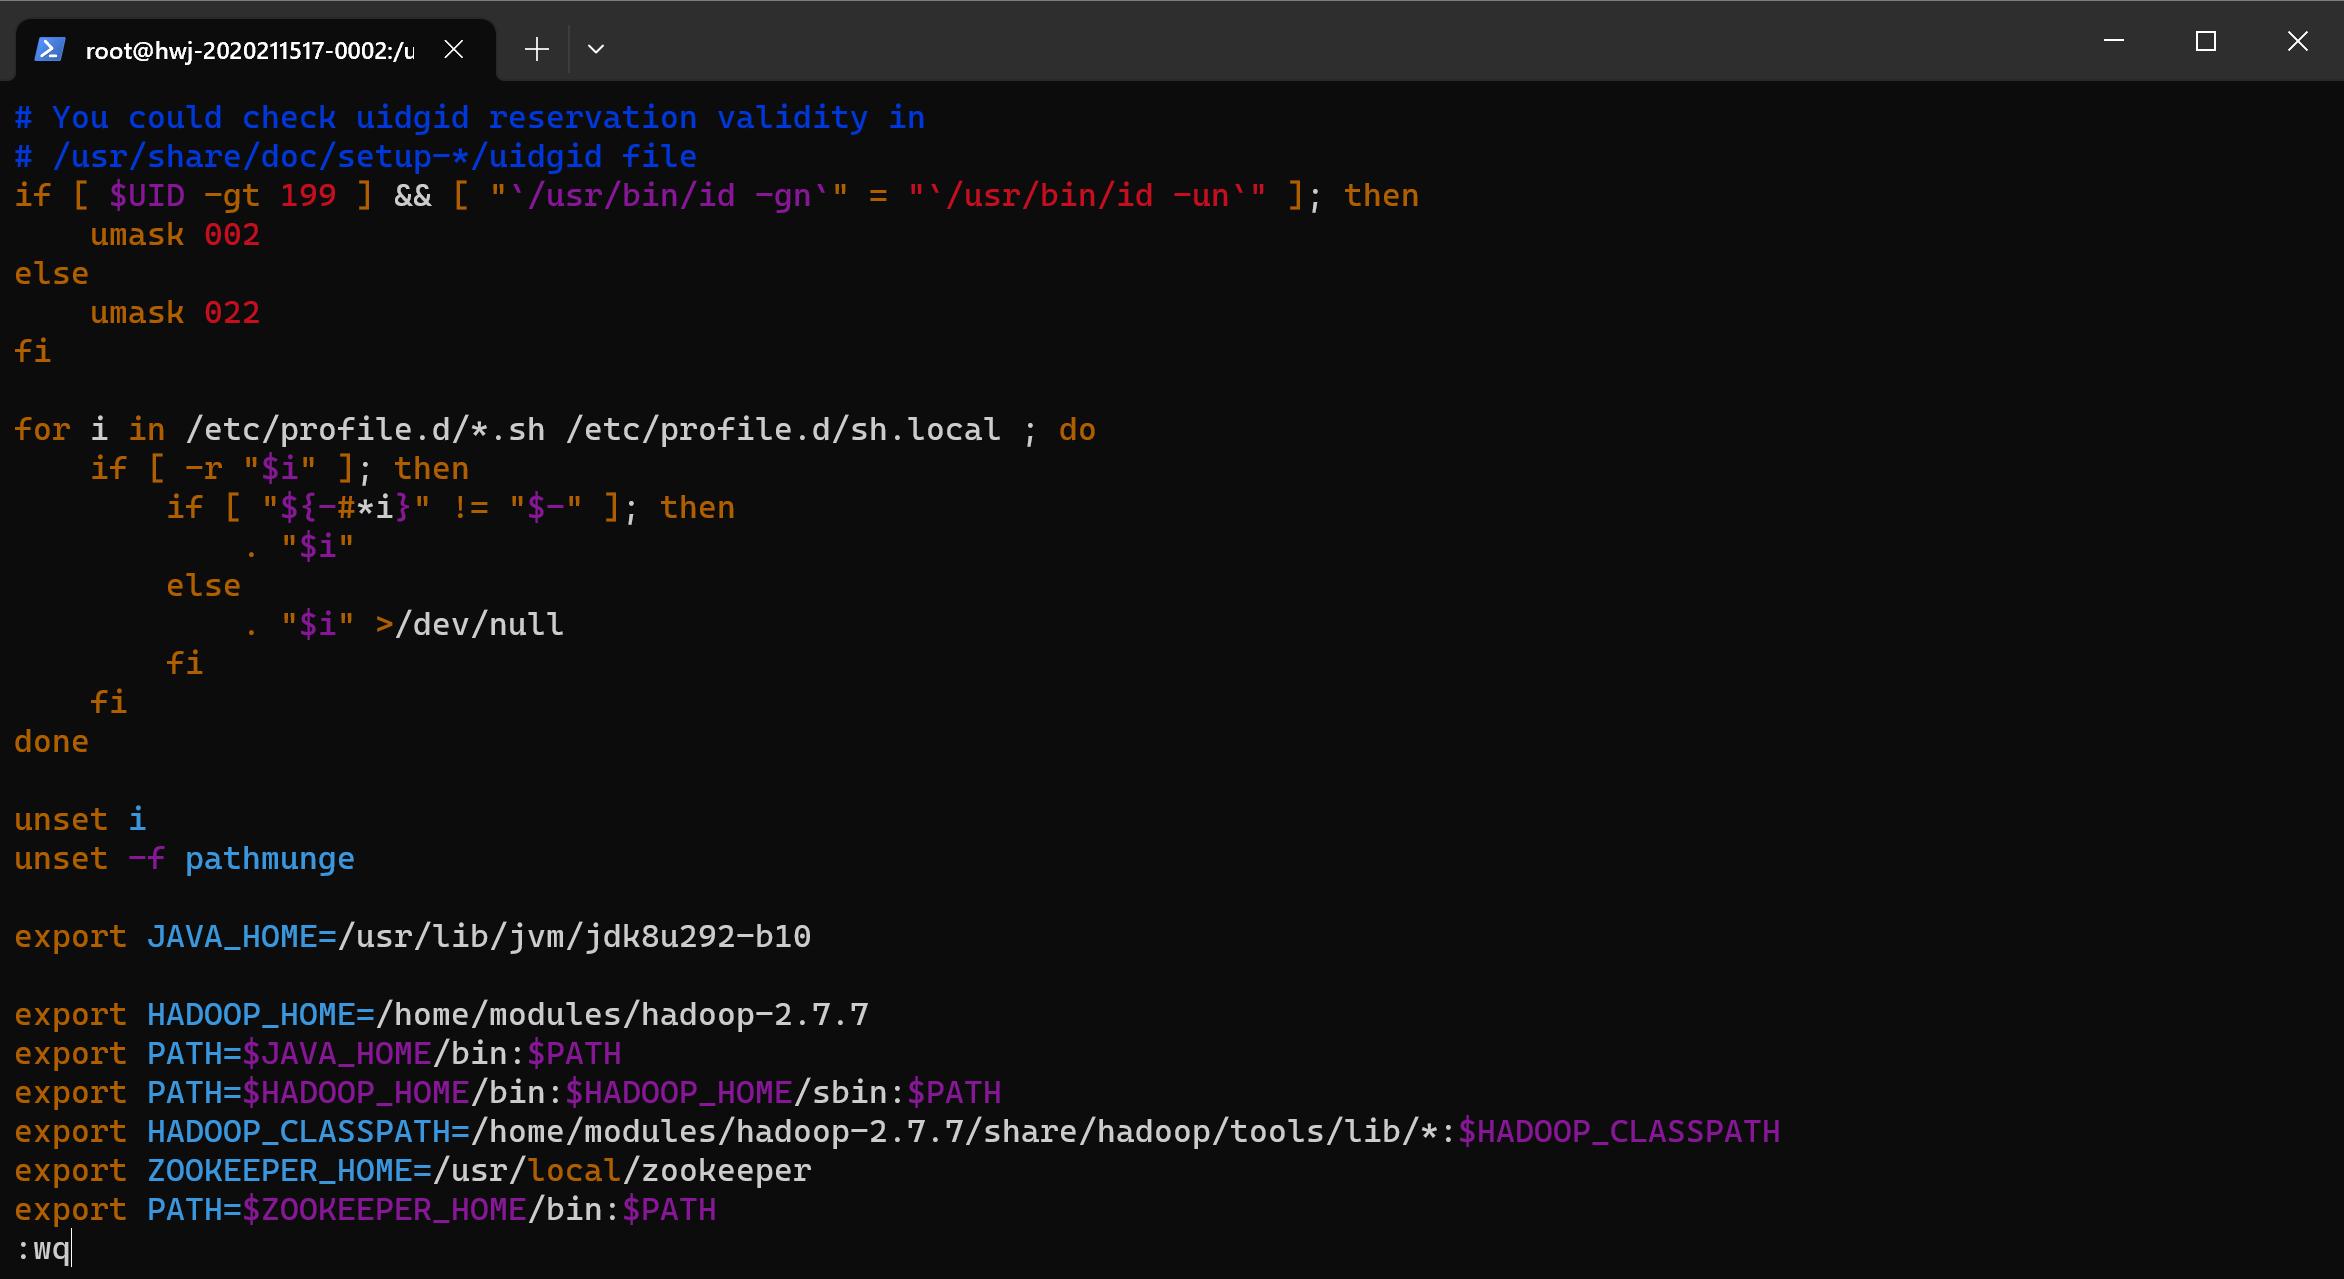 root@hwj-2020211517-0002:/u
# You could check uidgid reservation validity in
# /usr/share/doc/setup-*/uidgid file
if [ $UID -gt 199 ] && [ "`/usr/bin/id -gn`" = "`/usr/bin/id -un`" ]; then
    umask 002
else
    umask 022
fi

for i in /etc/profile.d/*.sh /etc/profile.d/sh.local ; do
    if [ -r "$i" ]; then
        if [ "${-#*i}" != "$-" ]; then
            . "$i"
        else
            . "$i" >/dev/null
        fi
    fi
done

unset i
unset -f pathmunge

export JAVA_HOME=/usr/lib/jvm/jdk8u292-b10

export HADOOP_HOME=/home/modules/hadoop-2.7.7
export PATH=$JAVA_HOME/bin:$PATH
export PATH=$HADOOP_HOME/bin:$HADOOP_HOME/sbin:$PATH
export HADOOP_CLASSPATH=/home/modules/hadoop-2.7.7/share/hadoop/tools/lib/*:$HADOOP_CLASSPATH
export ZOOKEEPER_HOME=/usr/local/zookeeper
export PATH=$ZOOKEEPER_HOME/bin:$PATH
:wq